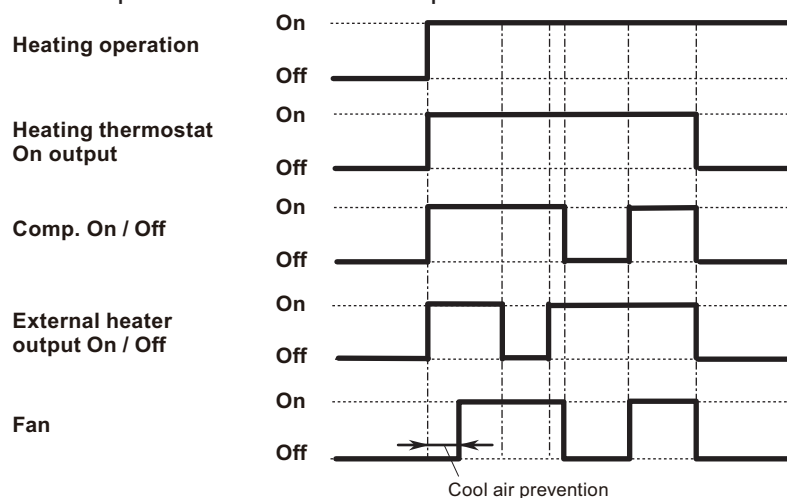 On
Heating operation
Off
On
Heating thermostat
On output
Off
On
Comp. On / Off
Off
On
External heater
output On / Off
Off
On
Fan
Off
Cool air prevention